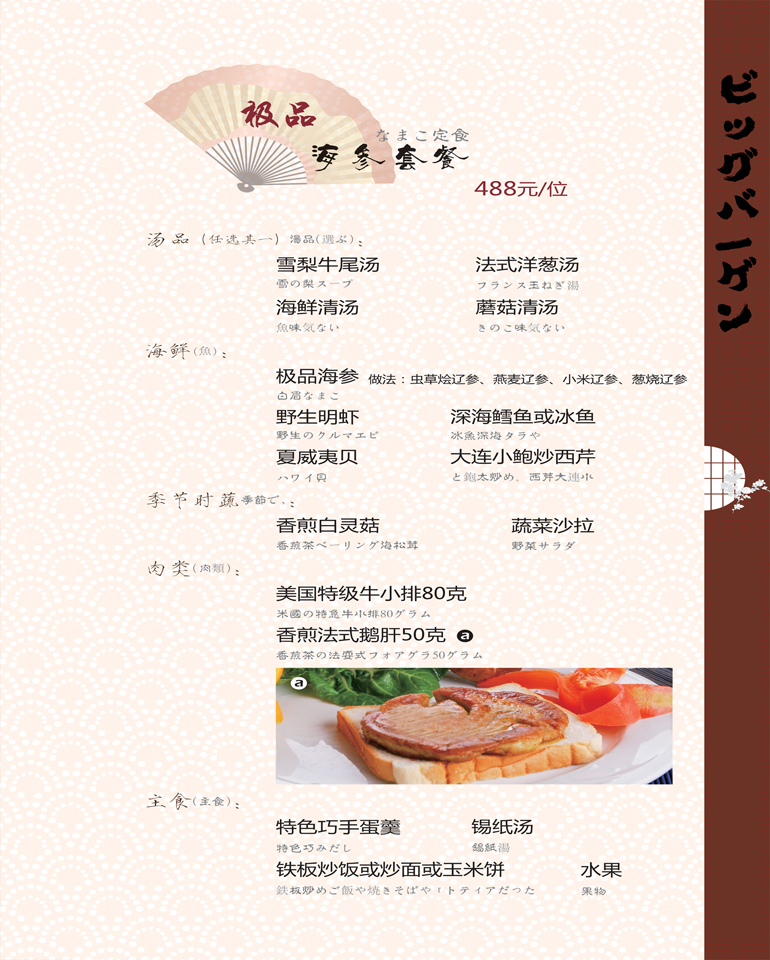 极品
なまこ定食
海参套餐
488元/位
汤品（任选其一）湯品(選ぶ)：
雪梨牛尾汤 法式洋葱汤
雪の梨スープ フランス玉ねぎ湯
海鲜清汤 蘑菇清汤
魚味気ない きのこ味気ない
海鲜(魚)：
极品海参 做法：虫草烩辽参、燕麦辽参、小米辽参、葱烧辽参
白眉なまこ
野生明虾 深海鳕鱼或冰鱼
野生のクルマエビ 冰魚深海タラや
夏威夷贝 大连小鲍炒西芹
ハワイ貝 と鮑太炒め、西芹大連小
季节时蔬季節で、：
香煎白灵菇 蔬菜沙拉
香煎茶ベーリング海松茸 野菜サラダ
肉类(肉類)：
美国特级牛小排80克
米國の特急牛小排80グラム
香煎法式鹅肝50克 a
香煎茶の法要式フォアグラ50グラム
a
主食(主食)：
特色巧手蛋羹 锡纸汤
特色巧みだし 錫紙湯
铁板炒饭或炒面或玉米饼 水果
鉄板炒めご飯や焼きそばやトティアだった 果物
ビッグバーゲン